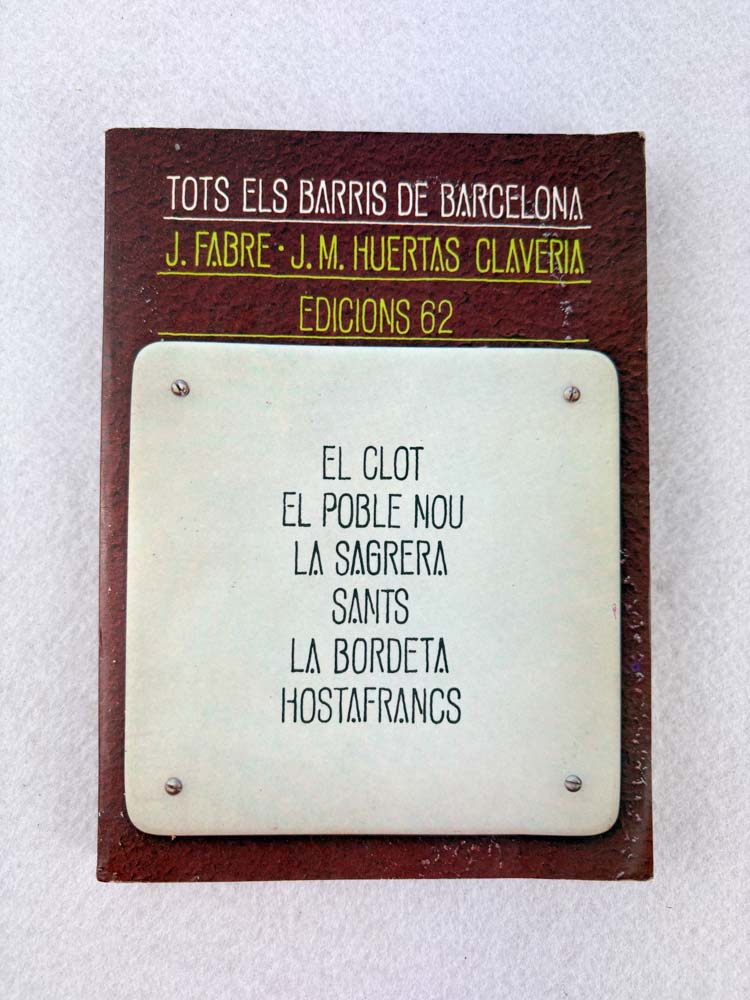 TOTS ELS BARRIS DE BARCELONA
J. FABRE · J. M. HUERTAS CLAVERIA
EDICIONS 62
EL CLOT
EL POBLE NOU
LA SAGRERA
SANTS
LA BORDETA
HOSTAFRANCS